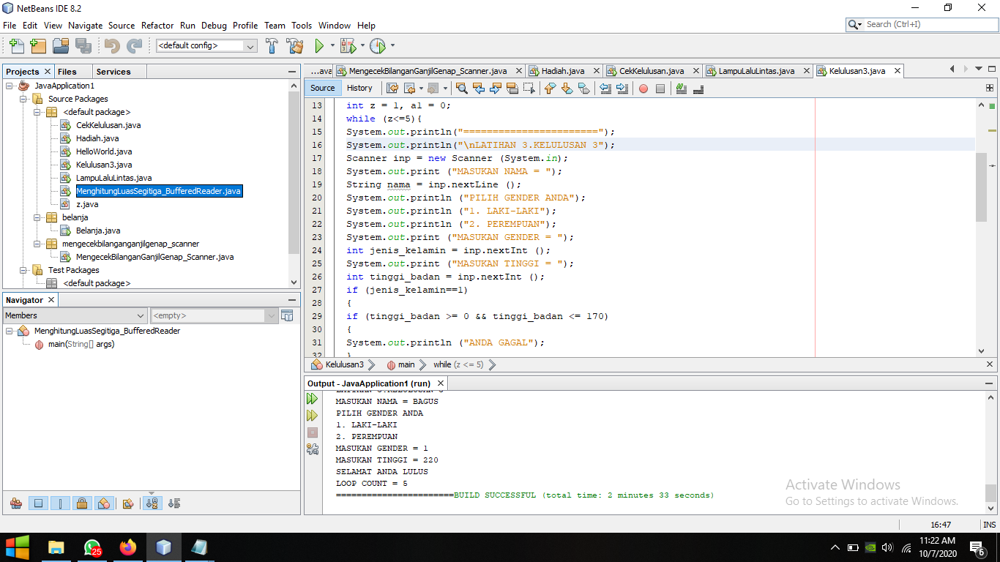 NetBeans IDE 8.2
File Edit View Navigate Source Refactor Run Debug Profile Team Tools Window Help
Search (Ctrl+I)
<default config>
Projects Files Services
JavaApplication1
Source Packages
<default package>
CekKelulusan.java
Hadiah.java
HelloWorld.java
Kelulusan3.java
LampuLaluLintas.java
MenghitungLuasSegitiga_BufferedReader.java
z.java
belanja
Belanja.java
mengecekbilanganganjilgenap_scanner
MengecekBilanganGanjilGenap_Scanner.java
Test Packages
<default package>
Navigator
Members <empty>
MenghitungLuasSegitiga_BufferedReader
main(String[] args)
...ava MengecekBilanganGanjilGenap_Scanner.java Hadiah.java CekKelulusan.java LampuLaluLintas.java Kelulusan3.java
Source History
13 int z = 1, a1 = 0;
14 while (z<=5){
15 System.out.println("=======================");
16 System.out.println("\nLATIHAN 3.KELULUSAN 3");
17 Scanner inp = new Scanner (System.in);
18 System.out.print ("MASUKAN NAMA = ");
19 String nama = inp.nextLine ();
20 System.out.println ("PILIH GENDER ANDA");
21 System.out.println ("1. LAKI-LAKI");
22 System.out.println ("2. PEREMPUAN");
23 System.out.print ("MASUKAN GENDER = ");
24 int jenis_kelamin = inp.nextInt ();
25 System.out.print ("MASUKAN TINGGI = ");
26 int tinggi_badan = inp.nextInt ();
27 if (jenis_kelamin==1)
28 {
29 if (tinggi_badan >= 0 && tinggi_badan <= 170)
30 {
31 System.out.println ("ANDA GAGAL");
32 }
Kelulusan3 main while (z <= 5)
Output - JavaApplication1 (run)
LATIHAN 3.KELULUSAN 3
MASUKAN NAMA = BAGUS
PILIH GENDER ANDA
1. LAKI-LAKI
2. PEREMPUAN
MASUKAN GENDER = 1
MASUKAN TINGGI = 220
SELAMAT ANDA LULUS
LOOP COUNT = 5
=======================BUILD SUCCESSFUL (total time: 2 minutes 33 seconds)
Activate Windows
Go to Settings to activate Windows.
16:47 INS
25
11:22 AM
10/7/2020
6